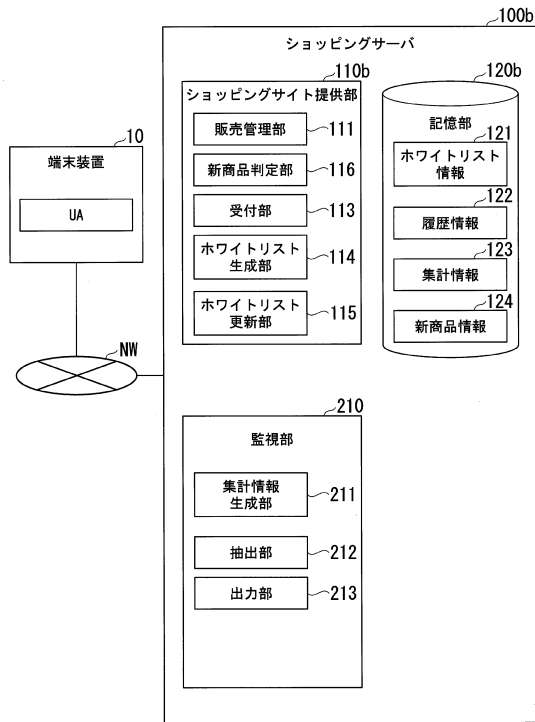 100b
ショッピングサーバ
110b
ショッピングサイト提供部
販売管理部
111
新商品判定部
116
受付部
113
ホワイトリスト
生成部
114
ホワイトリスト
更新部
115
120b
記憶部
121
ホワイトリスト
情報
122
履歴情報
123
集計情報
124
新商品情報
10
端末装置
UA
NW
210
監視部
集計情報
生成部
211
抽出部
212
出力部
213